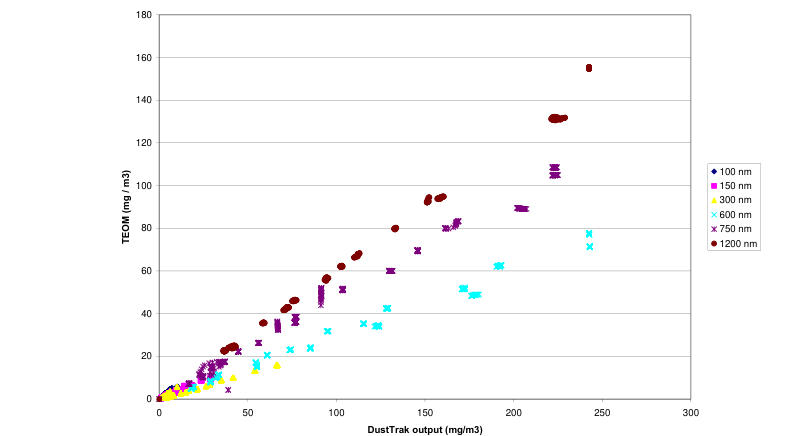 180
160
140
120
100
80
60
40
20
0
TEOM (mg / m3)
0 50 100 150 200 250 300
DustTrak output (mg/m3)
100 nm
150 nm
300 nm
600 nm
750 nm
1200 nm